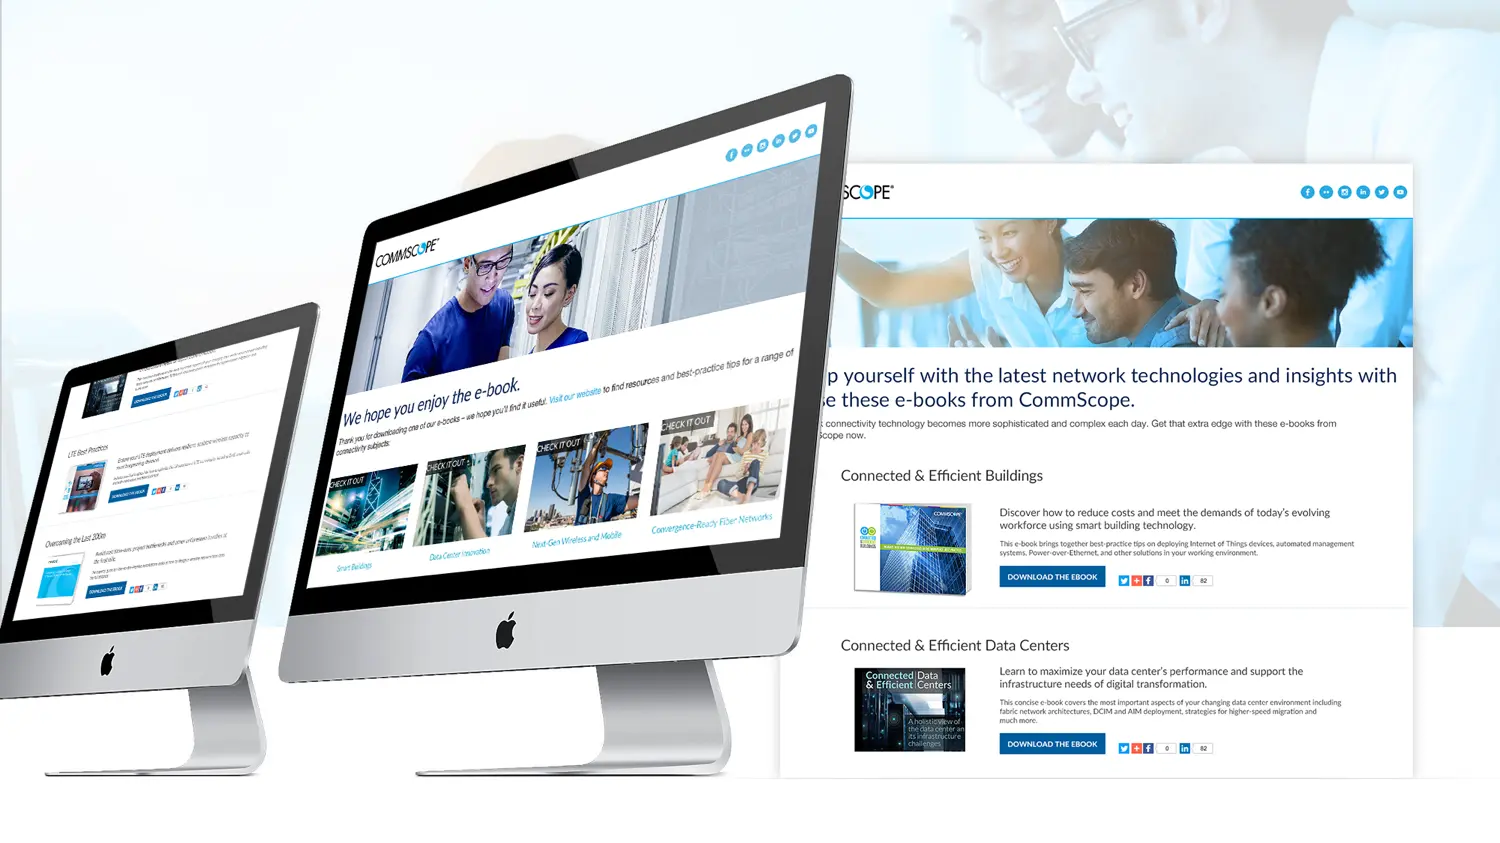 LTE Best Practices
DOWNLOAD THE EBOOK
Overcoming the Last 200m
DOWNLOAD THE EBOOK
COMMSCOPE™
We hope you enjoy the e-book.
Thank you for downloading one of our e-books – we hope you'll find it useful. Visit our website to find resources and best-practice tips for a range of
connectivity subjects:
CHECK IT OUT
CHECK IT OUT
CHECK IT OUT
CHECK IT OUT
Smart Buildings
Data Center Innovation
Next-Gen Wireless and Mobile
Convergence-Ready Fiber Networks
SCOPE®
p yourself with the latest network technologies and insights with
e these e-books from CommScope.
connectivity technology becomes more sophisticated and complex each day. Get that extra edge with these e-books from
Scope now.
Connected & Efficient Buildings
COMMSCOPE
Discover how to reduce costs and meet the demands of today's evolving
workforce using smart building technology.
This e-book brings together best-practice tips on deploying Internet of Things devices, automated management
systems, Power-over-Ethernet, and other solutions in your working environment.
DOWNLOAD THE EBOOK
0
82
Connected & Efficient Data Centers
Connected Data
& Efficient Centers
A holistic view of
the data center an
its infrastructure
challenges
Learn to maximize your data center's performance and support the
infrastructure needs of digital transformation.
This concise e-book covers the most important aspects of your changing data center environment including
fabric network architectures, DCIM and AIM deployment, strategies for higher-speed migration and
much more.
DOWNLOAD THE EBOOK
0
82